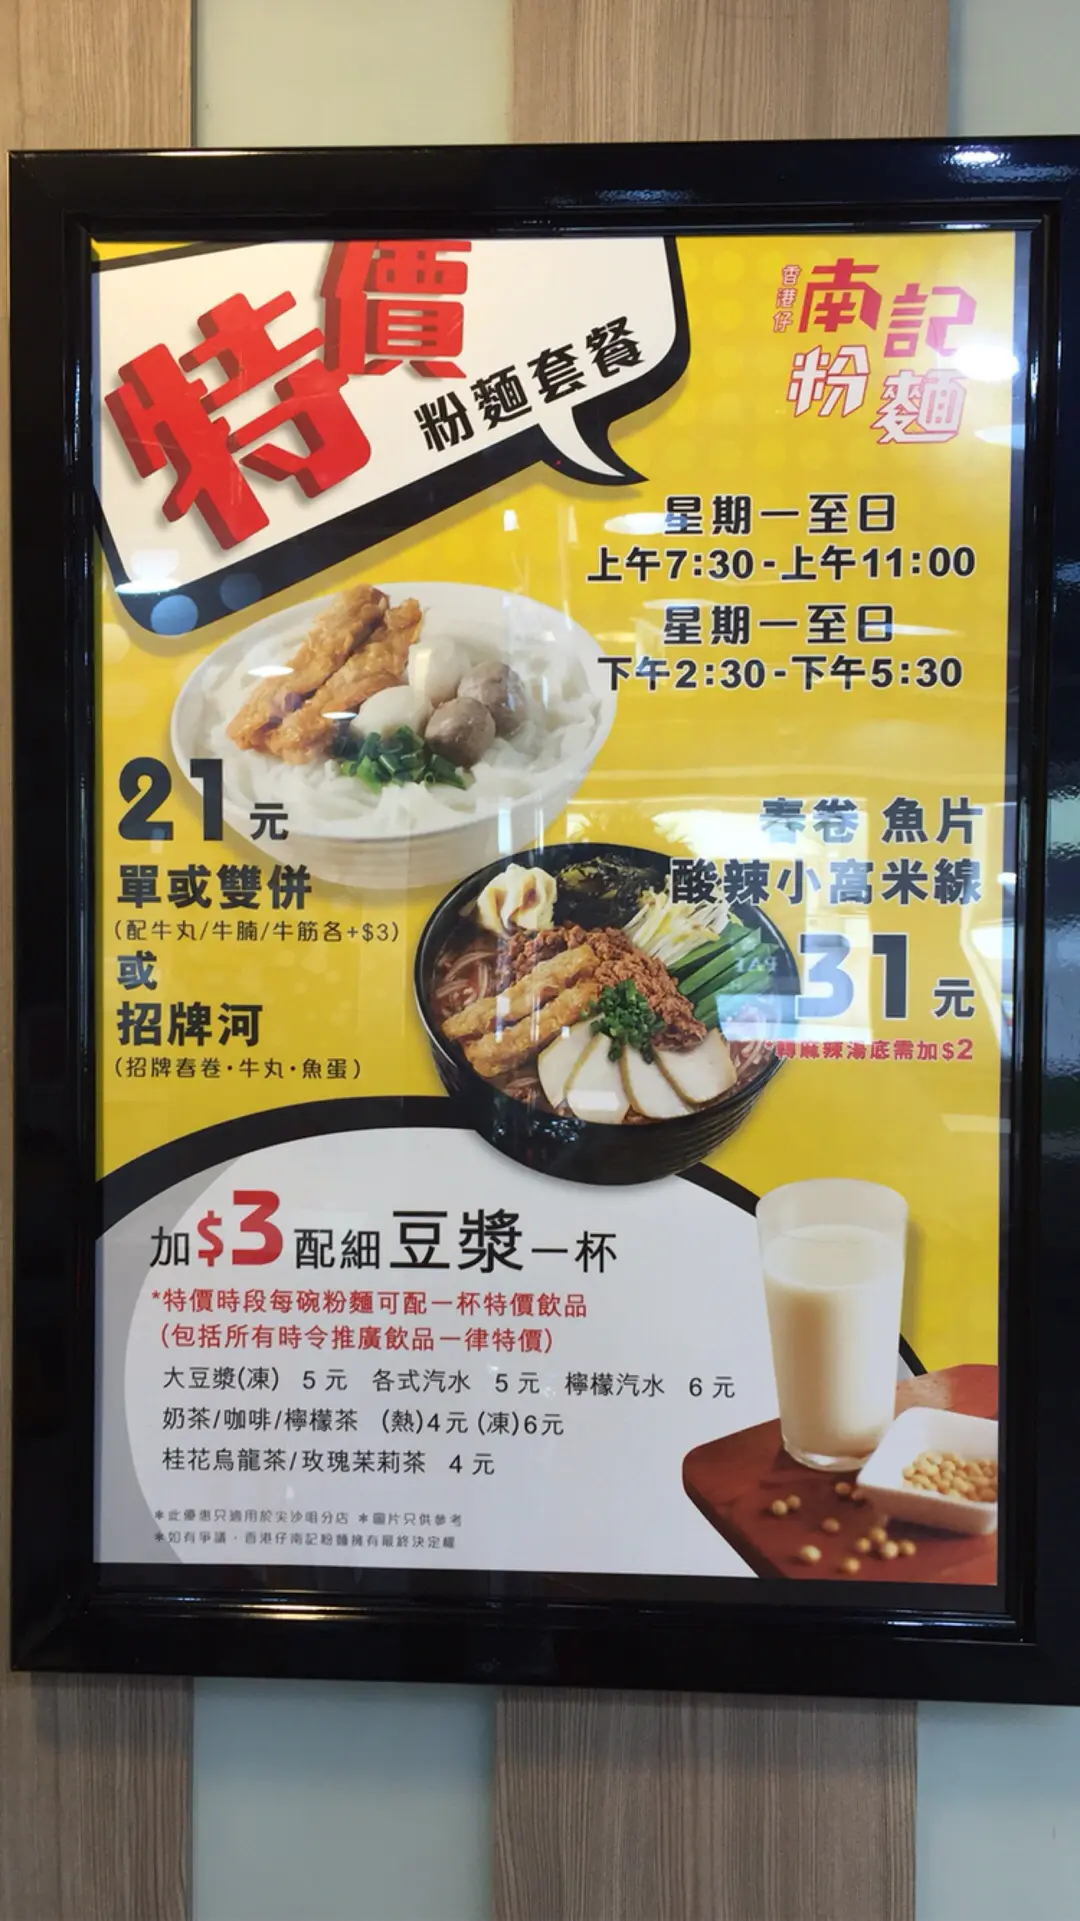 特價
粉麵套餐
香港仔
南記
粉麵
星期一至日
上午7:30-上午11:00
星期一至日
下午2:30-下午5:30
21元
單或雙併
(配牛丸/牛腩/牛筋各+$3)
或
招牌河
(招牌春卷·牛丸·魚蛋)
春卷 魚片
酸辣小窩米線
31元
*轉麻辣湯底需加$2
加$3配細豆漿一杯
*特價時段每碗粉麵可配一杯特價飲品
(包括所有時令推廣飲品一律特價)
大豆漿(凍) 5元 各式汽水 5元 檸檬汽水 6元
奶茶/咖啡/檸檬茶 (熱)4元(凍)6元
桂花烏龍茶/玫瑰茉莉茶 4元
*此優惠只適用於尖沙咀分店 *圖片只供參考
*如有爭議，香港仔南記粉麵擁有最終決定權